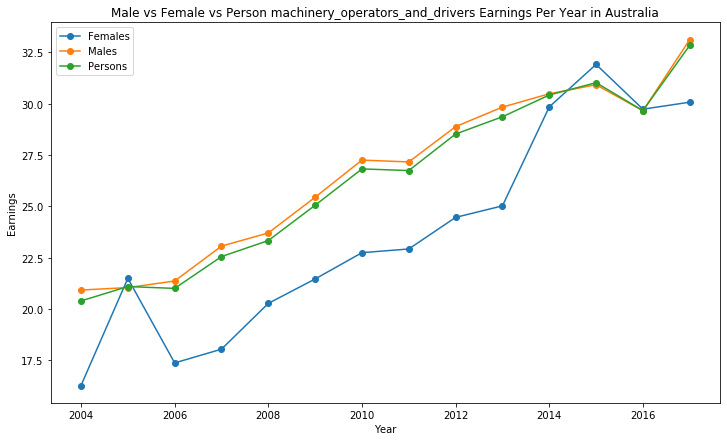 Male vs Female vs Person machinery_operators_and_drivers Earnings Per Year in Australia
Females
Males
Persons
32.5
30.0
27.5
25.0
22.5
20.0
17.5
Earnings
2004 2006 2008 2010 2012 2014 2016
Year